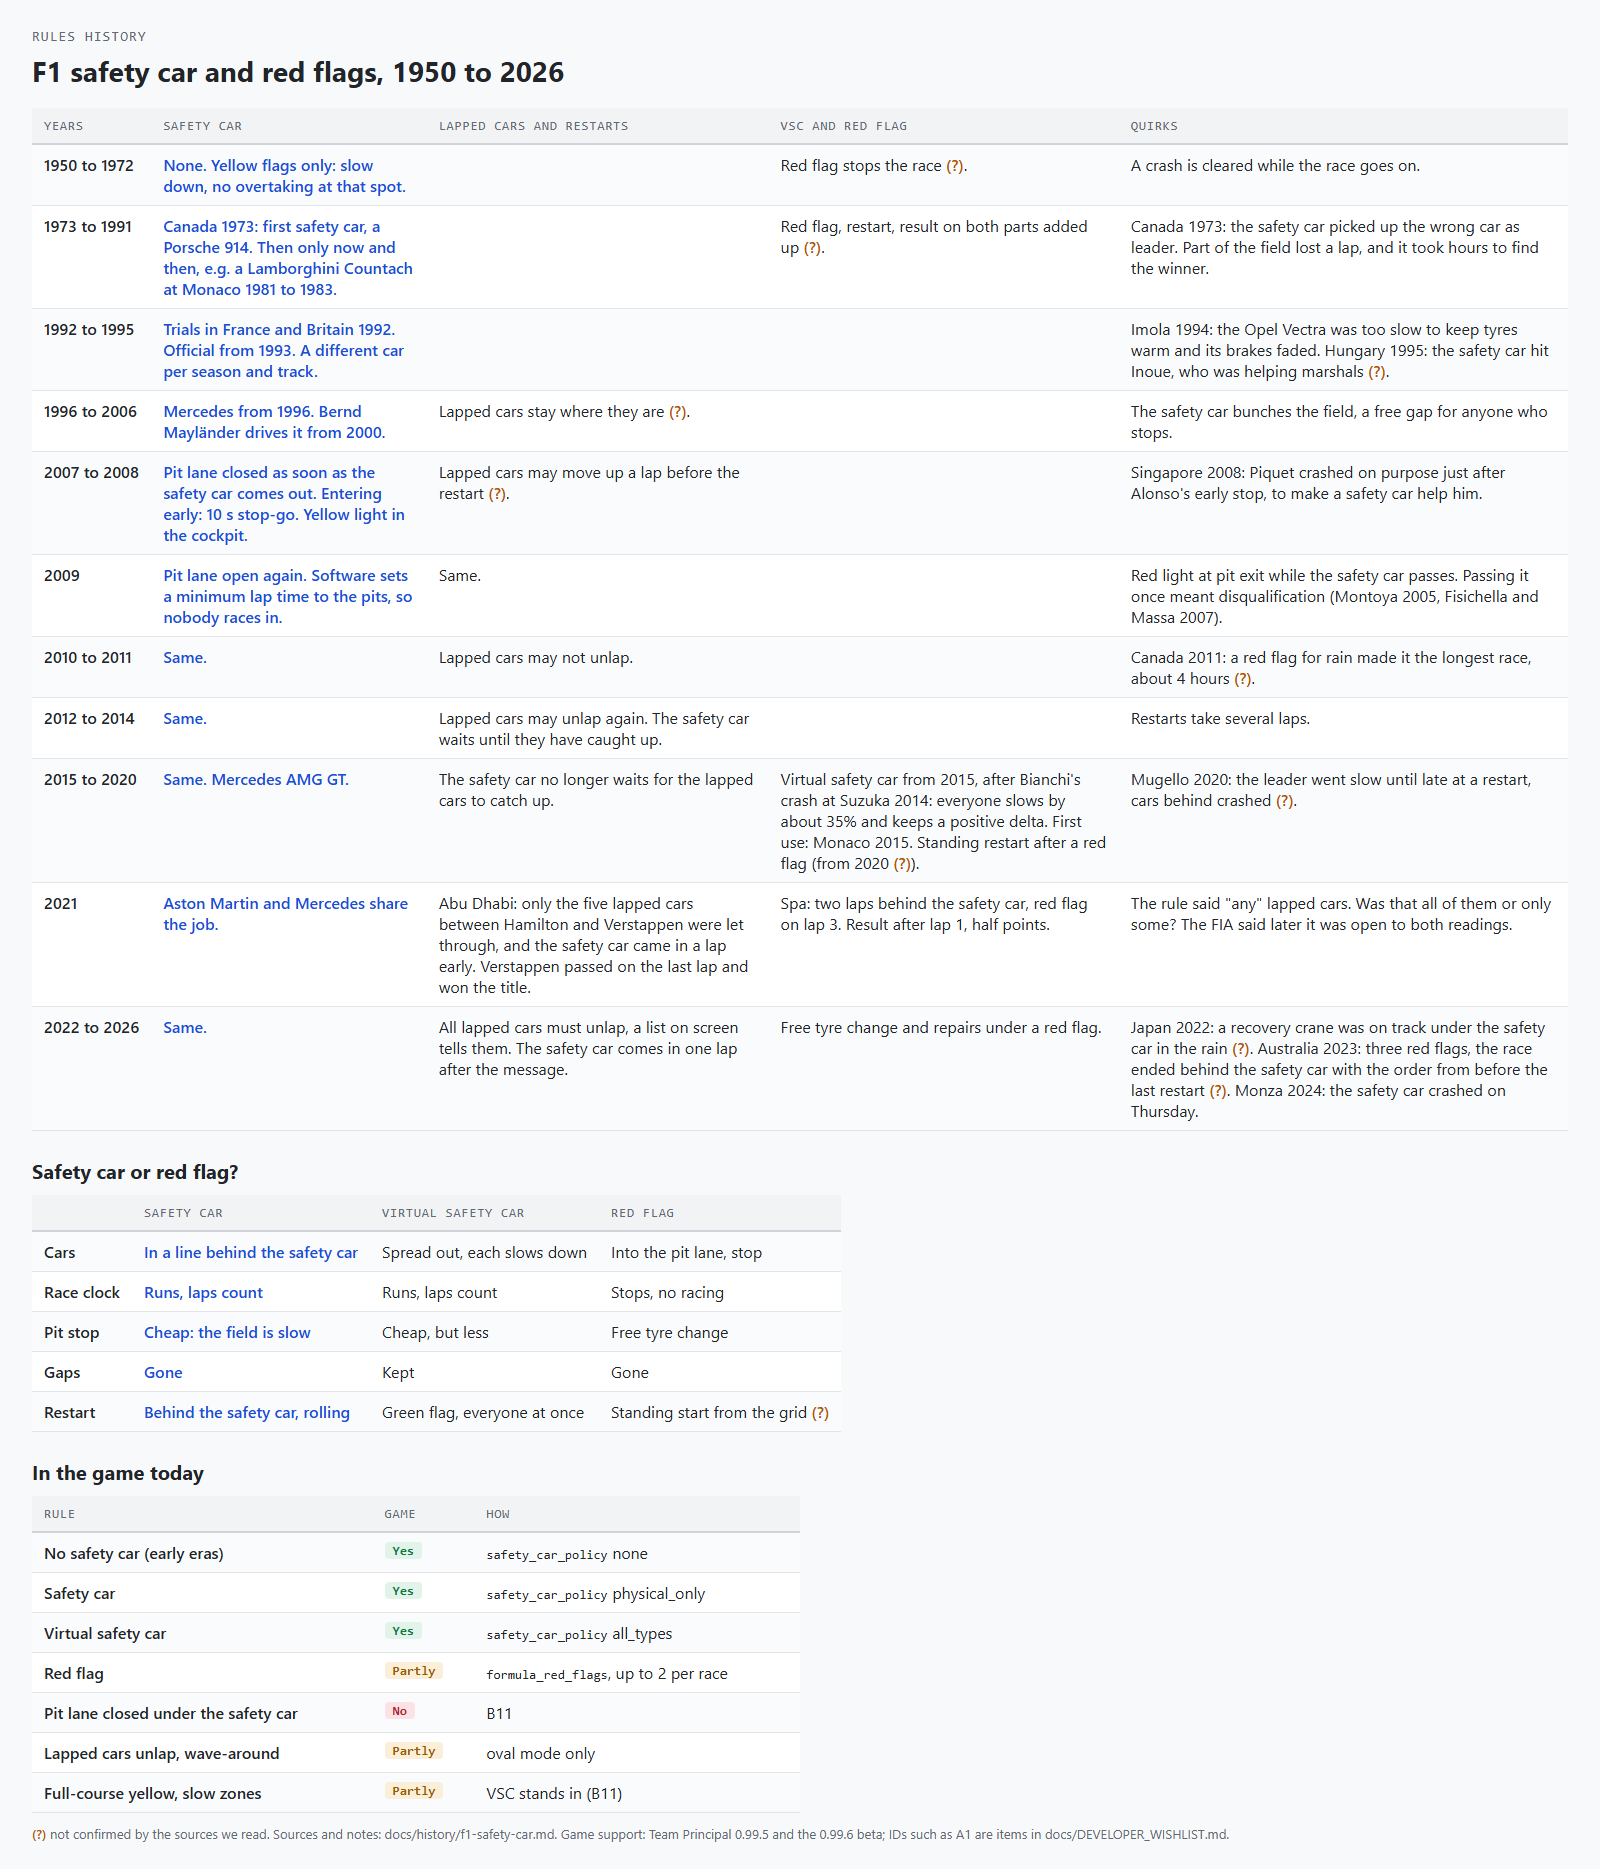 RULES HISTORY
F1 safety car and red flags, 1950 to 2026
YEARS SAFETY CAR LAPPED CARS AND RESTARTS VSC AND RED FLAG QUIRKS
1950 to 1972
None. Yellow flags only: slow
down, no overtaking at that spot.
Red flag stops the race (?).
A crash is cleared while the race goes on.
1973 to 1991
Canada 1973: first safety car, a
Porsche 914. Then only now and
then, e.g. a Lamborghini Countach
at Monaco 1981 to 1983.
Red flag, restart, result on both parts added
up (?).
Canada 1973: the safety car picked up the wrong car as
leader. Part of the field lost a lap, and it took hours to find
the winner.
1992 to 1995
Trials in France and Britain 1992.
Official from 1993. A different car
per season and track.
Imola 1994: the Opel Vectra was too slow to keep tyres
warm and its brakes faded. Hungary 1995: the safety car hit
Inoue, who was helping marshals (?).
1996 to 2006
Mercedes from 1996. Bernd
Mayländer drives it from 2000.
Lapped cars stay where they are (?).
The safety car bunches the field, a free gap for anyone who
stops.
2007 to 2008
Pit lane closed as soon as the
safety car comes out. Entering
early: 10 s stop-go. Yellow light in
the cockpit.
Lapped cars may move up a lap before the
restart (?).
Singapore 2008: Piquet crashed on purpose just after
Alonso's early stop, to make a safety car help him.
2009
Pit lane open again. Software sets
a minimum lap time to the pits, so
nobody races in.
Same.
Red light at pit exit while the safety car passes. Passing it
once meant disqualification (Montoya 2005, Fisichella and
Massa 2007).
2010 to 2011
Same.
Lapped cars may not unlap.
Canada 2011: a red flag for rain made it the longest race,
about 4 hours (?).
2012 to 2014
Same.
Lapped cars may unlap again. The safety car
waits until they have caught up.
Restarts take several laps.
2015 to 2020
Same. Mercedes AMG GT.
The safety car no longer waits for the lapped
cars to catch up.
Virtual safety car from 2015, after Bianchi's
crash at Suzuka 2014: everyone slows by
about 35% and keeps a positive delta. First
use: Monaco 2015. Standing restart after a red
flag (from 2020 (?)).
Mugello 2020: the leader went slow until late at a restart,
cars behind crashed (?).
2021
Aston Martin and Mercedes share
the job.
Abu Dhabi: only the five lapped cars
between Hamilton and Verstappen were let
through, and the safety car came in a lap
early. Verstappen passed on the last lap and
won the title.
Spa: two laps behind the safety car, red flag
on lap 3. Result after lap 1, half points.
The rule said "any" lapped cars. Was that all of them or only
some? The FIA said later it was open to both readings.
2022 to 2026
Same.
All lapped cars must unlap, a list on screen
tells them. The safety car comes in one lap
after the message.
Free tyre change and repairs under a red flag.
Japan 2022: a recovery crane was on track under the safety
car in the rain (?). Australia 2023: three red flags, the race
ended behind the safety car with the order from before the
last restart (?). Monza 2024: the safety car crashed on
Thursday.
Safety car or red flag?
SAFETY CAR VIRTUAL SAFETY CAR RED FLAG
Cars In a line behind the safety car Spread out, each slows down Into the pit lane, stop
Race clock Runs, laps count Runs, laps count Stops, no racing
Pit stop Cheap: the field is slow Cheap, but less Free tyre change
Gaps Gone Kept Gone
Restart Behind the safety car, rolling Green flag, everyone at once Standing start from the grid (?)
In the game today
RULE GAME HOW
No safety car (early eras) Yes safety_car_policy none
Safety car Yes safety_car_policy physical_only
Virtual safety car Yes safety_car_policy all_types
Red flag Partly formula_red_flags, up to 2 per race
Pit lane closed under the safety car No B11
Lapped cars unlap, wave-around Partly oval mode only
Full-course yellow, slow zones Partly VSC stands in (B11)
(?) not confirmed by the sources we read. Sources and notes: docs/history/f1-safety-car.md. Game support: Team Principal 0.99.5 and the 0.99.6 beta; IDs such as A1 are items in docs/DEVELOPER_WISHLIST.md.